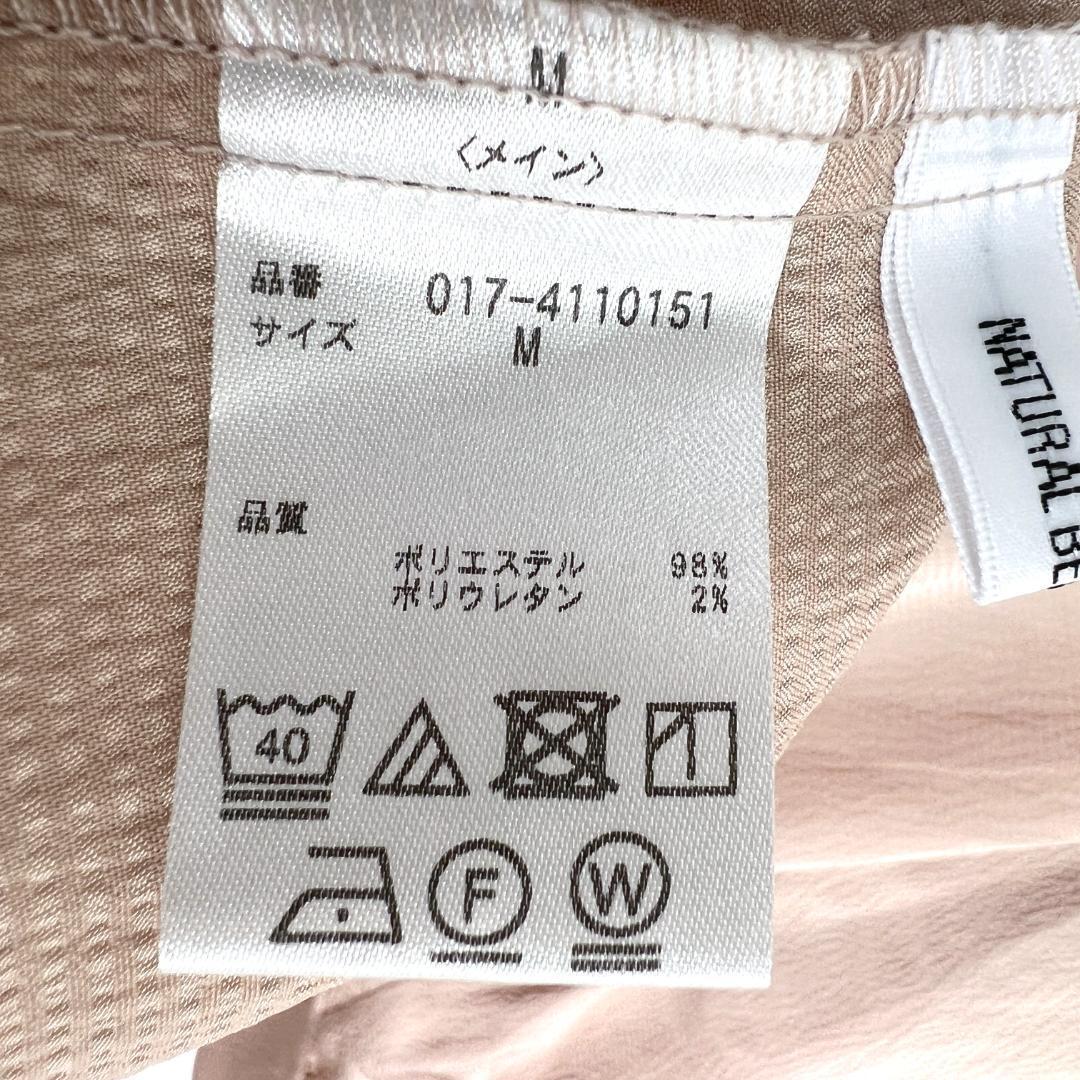 M
〈メイン〉
品番 017-4110151
サイズ M
品質
ポリエステル 98%
ポリウレタン 2%
40
F
W
NATURAL BE